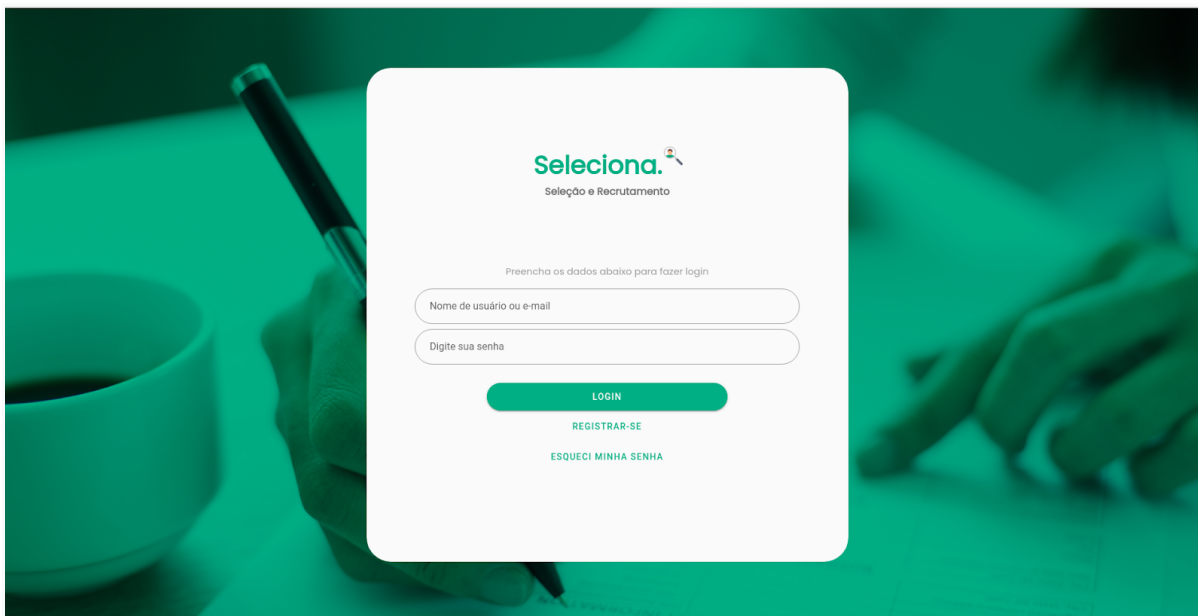 Seleciona.
Seleção e Recrutamento
Preencha os dados abaixo para fazer login
Nome de usuário ou e-mail
Digite sua senha
LOGIN
REGISTRAR-SE
ESQUECI MINHA SENHA